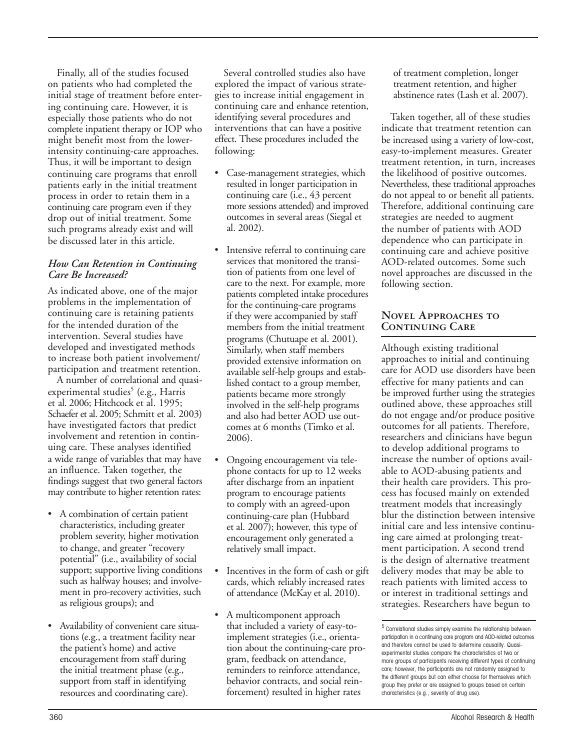 Finally, all of the studies focused
on patients who had completed the
initial stage of treatment before enter-
ing continuing care. However, it is
especially those patients who do not
complete inpatient therapy or IOP who
might benefit most from the lower-
intensity continuing-care approaches.
Thus, it will be important to design
continuing care programs that enroll
patients early in the initial treatment
process in order to retain them in a
continuing care program even if they
drop out of initial treatment. Some
such programs already exist and will
be discussed later in this article.
How Can Retention in Continuing
Care Be Increased?
As indicated above, one of the major
problems in the implementation of
continuing care is retaining patients
for the intended duration of the
intervention. Several studies have
developed and investigated methods
to increase both patient involvement/
participation and treatment retention.
A number of correlational and quasi-
experimental studies5 (e.g., Harris
et al. 2006; Hitchcock et al. 1995;
Schaefer et al. 2005; Schmitt et al. 2003)
have investigated factors that predict
involvement and retention in contin-
uing care. These analyses identified
a wide range of variables that may have
an influence. Taken together, the
findings suggest that two general factors
may contribute to higher retention rates:
• A combination of certain patient
characteristics, including greater
problem severity, higher motivation
to change, and greater “recovery
potential” (i.e., availability of social
support; supportive living conditions
such as halfway houses; and involve-
ment in pro-recovery activities, such
as religious groups); and
• Availability of convenient care situa-
tions (e.g., a treatment facility near
the patient’s home) and active
encouragement from staff during
the initial treatment phase (e.g.,
support from staff in identifying
resources and coordinating care).
Several controlled studies also have
explored the impact of various strate-
gies to increase initial engagement in
continuing care and enhance retention,
identifying several procedures and
interventions that can have a positive
effect. These procedures included the
following:
• Case-management strategies, which
resulted in longer participation in
continuing care (i.e., 43 percent
more sessions attended) and improved
outcomes in several areas (Siegal et
al. 2002).
• Intensive referral to continuing care
services that monitored the transi-
tion of patients from one level of
care to the next. For example, more
patients completed intake procedures
for the continuing-care programs
if they were accompanied by staff
members from the initial treatment
programs (Chutuape et al. 2001).
Similarly, when staff members
provided extensive information on
available self-help groups and estab-
lished contact to a group member,
patients became more strongly
involved in the self-help programs
and also had better AOD use out-
comes at 6 months (Timko et al.
2006).
• Ongoing encouragement via tele-
phone contacts for up to 12 weeks
after discharge from an inpatient
program to encourage patients
to comply with an agreed-upon
continuing-care plan (Hubbard
et al. 2007); however, this type of
encouragement only generated a
relatively small impact.
• Incentives in the form of cash or gift
cards, which reliably increased rates
of attendance (McKay et al. 2010).
• A multicomponent approach
that included a variety of easy-to-
implement strategies (i.e., orienta-
tion about the continuing-care pro-
gram, feedback on attendance,
reminders to reinforce attendance,
behavior contracts, and social rein-
forcement) resulted in higher rates
of treatment completion, longer
treatment retention, and higher
abstinence rates (Lash et al. 2007).
Taken together, all of these studies
indicate that treatment retention can
be increased using a variety of low-cost,
easy-to-implement measures. Greater
treatment retention, in turn, increases
the likelihood of positive outcomes.
Nevertheless, these traditional approaches
do not appeal to or benefit all patients.
Therefore, additional continuing care
strategies are needed to augment
the number of patients with AOD
dependence who can participate in
continuing care and achieve positive
AOD-related outcomes. Some such
novel approaches are discussed in the
following section.
Novel Approaches to
Continuing Care
Although existing traditional
approaches to initial and continuing
care for AOD use disorders have been
effective for many patients and can
be improved further using the strategies
outlined above, these approaches still
do not engage and/or produce positive
outcomes for all patients. Therefore,
researchers and clinicians have begun
to develop additional programs to
increase the number of options avail-
able to AOD-abusing patients and
their health care providers. This pro-
cess has focused mainly on extended
treatment models that increasingly
blur the distinction between intensive
initial care and less intensive continu-
ing care aimed at prolonging treat-
ment participation. A second trend
is the design of alternative treatment
delivery modes that may be able to
reach patients with limited access to
or interest in traditional settings and
strategies. Researchers have begun to
5 Correlational studies simply examine the relationship between
participation in a continuing care program and AOD-related outcomes
and therefore cannot be used to determine causality. Quasi-
experimental studies compare the characteristics of two or
more groups of participants receiving different types of continuing
care; however, the participants are not randomly assigned to
the different groups but can either choose for themselves which
group they prefer or are assigned to groups based on certain
characteristics (e.g., severity of drug use).
360
Alcohol Research & Health